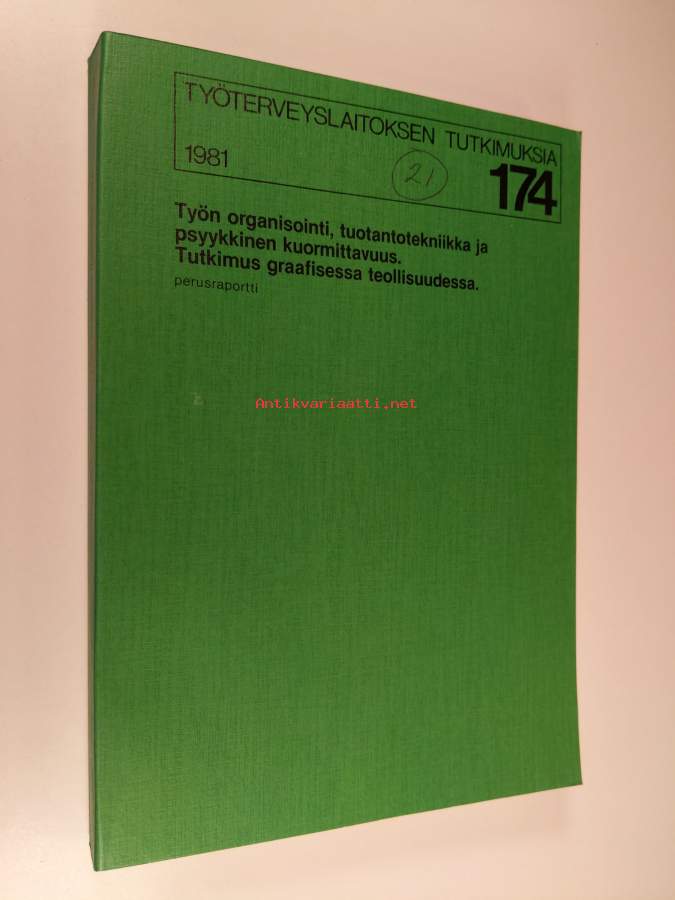 TYÖTERVEYSLAITOKSEN TUTKIMUKSIA
1981
21
174
Työn organisointi, tuotantotekniikka ja
psyykkinen kuormittavuus.
Tutkimus graafisessa teollisuudessa.
perusraportti
Antikvariaatti.net